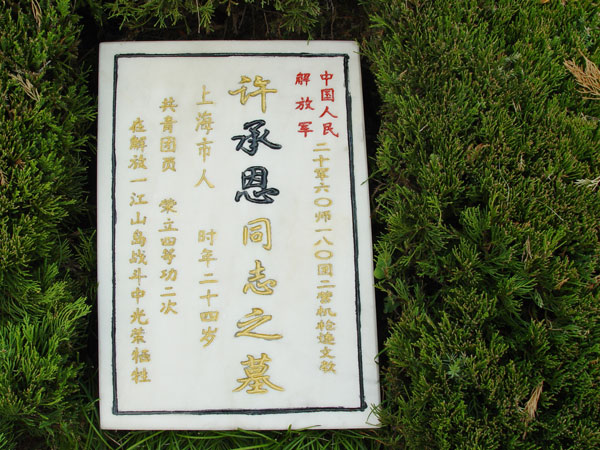 中国人民
解放军
二十军六〇师一八〇团二营机枪连文教
许承恩同志之墓
上海市人 时年二十四岁
共青团员 荣立四等功二次
在解放一江山岛战斗中光荣牺牲